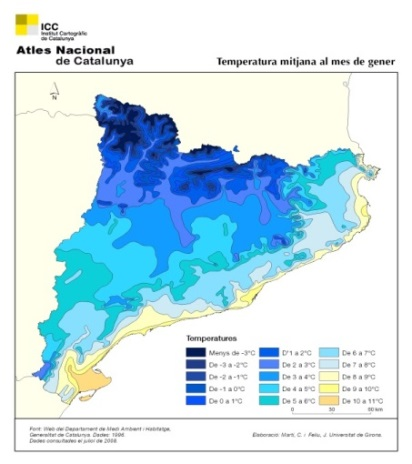 ICC
Institut Cartogràfic
de Catalunya
Atles Nacional
de Catalunya
Temperatura mitjana al mes de gener
N
Temperatures
Menys de -3°C
De -3 a -2°C
De -2 a -1°C
De -1 a 0°C
De 0 a 1°C
D'1 a 2°C
De 2 a 3°C
De 3 a 4°C
De 4 a 5°C
De 5 a 6°C
De 6 a 7°C
De 7 a 8°C
De 8 a 9°C
De 9 a 10°C
De 10 a 11°C
0 30 60 km
Font: Web del Departament de Medi Ambient i Habitatge,
Generalitat de Catalunya. Dades: 1996
Dades consultades el juliol de 2008
Elaboració: Martí, C. i Feliu, J. Universitat de Girona.